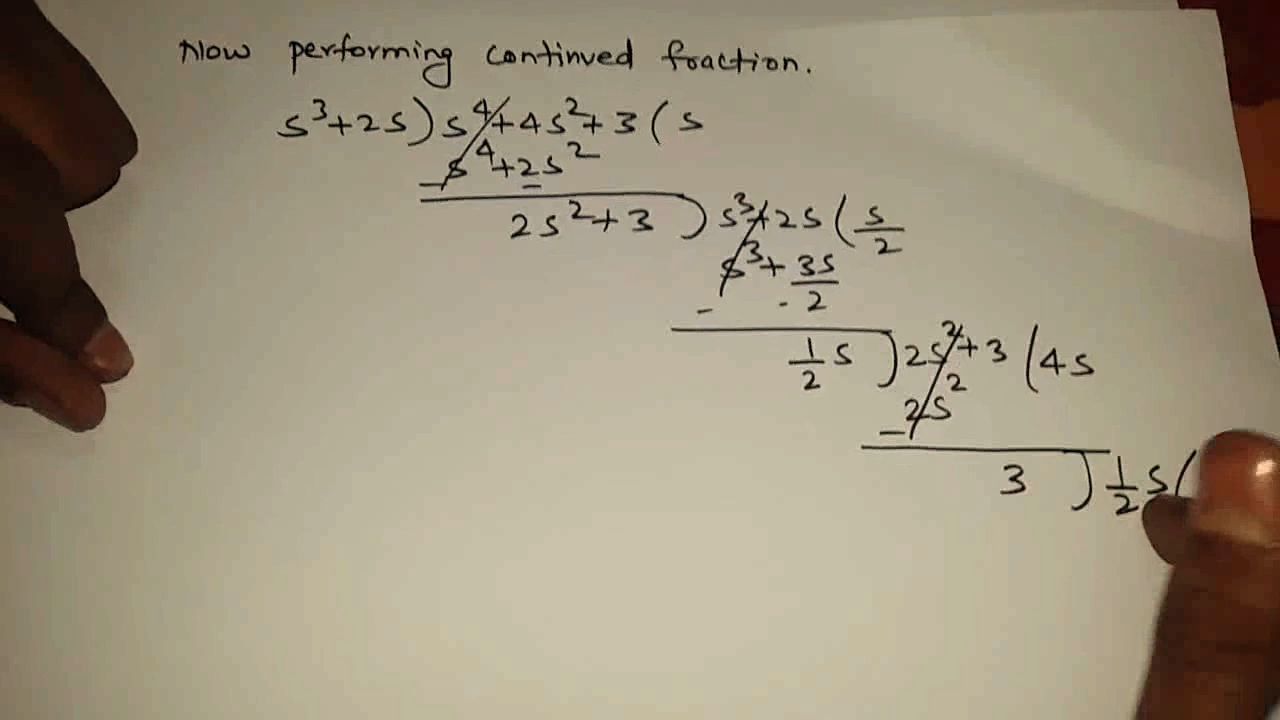 Now performing continued fraction.
s³+2s ) s⁴+4s²+3 ( s
- s⁴+2s²
-
2s²+3 ) s³+2s ( s/2
s³+ 3s/2
- -
1/2 s ) 2s²+3 ( 4s
- 2s²
3 ) 1/2 s (